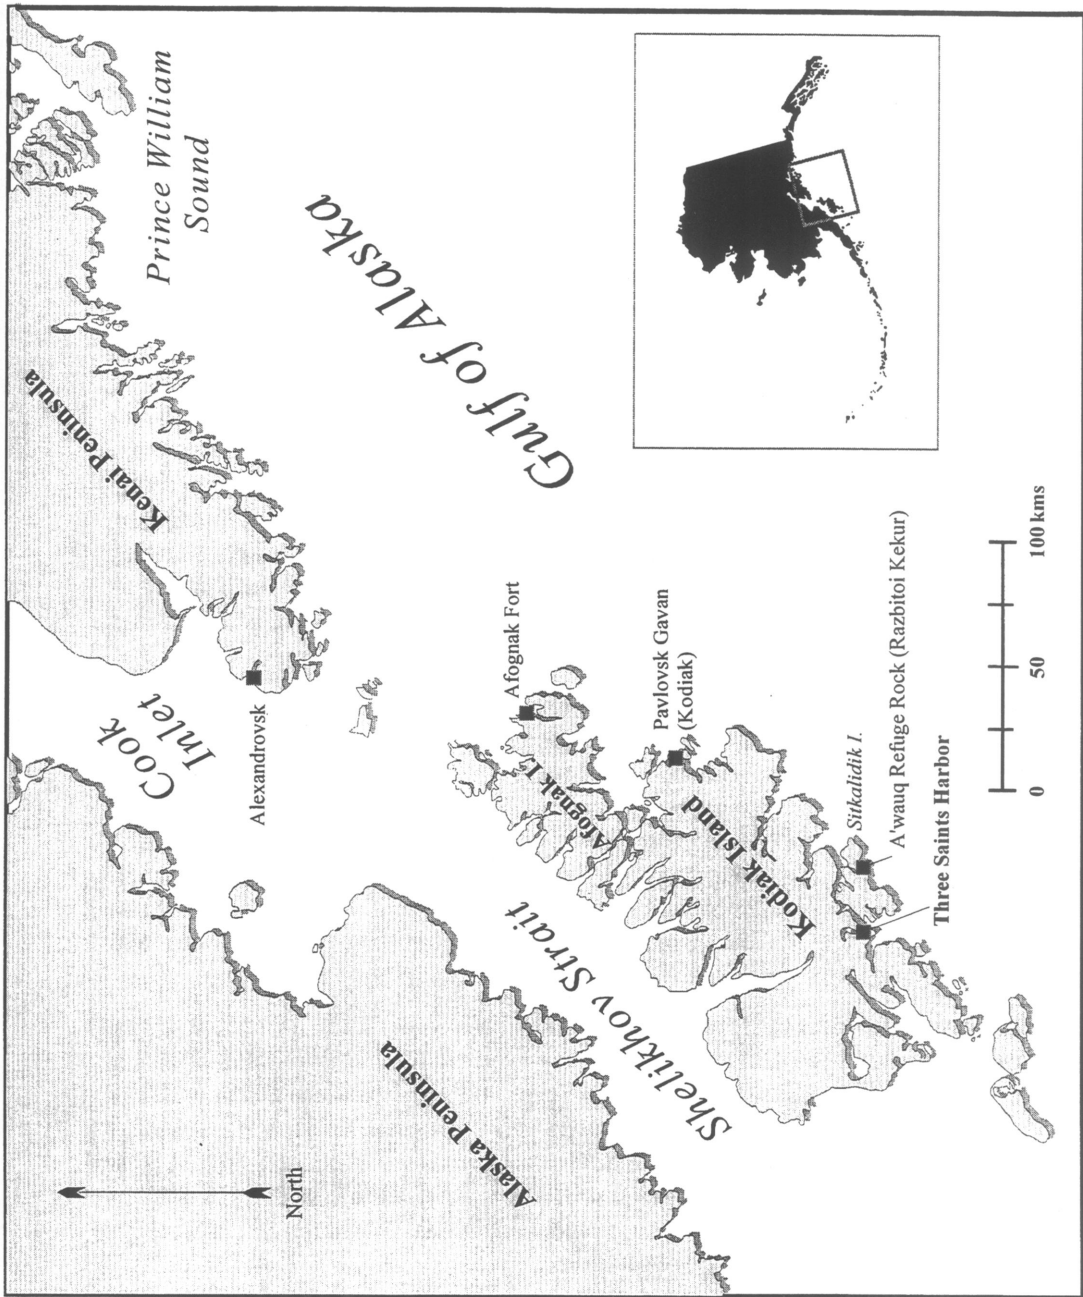 Prince William
Sound
Kenai Peninsula
Gulf of Alaska
Cook
Inlet
Alexandrovsk
Afognak Fort
Afognak I.
Pavlovsk Gavan
(Kodiak)
Kodiak Island
Sitkalidik I.
A'wauq Refuge Rock (Razbitoi Kekur)
Three Saints Harbor
Shelikhov Strait
Alaska Peninsula
North
0
50
100 kms